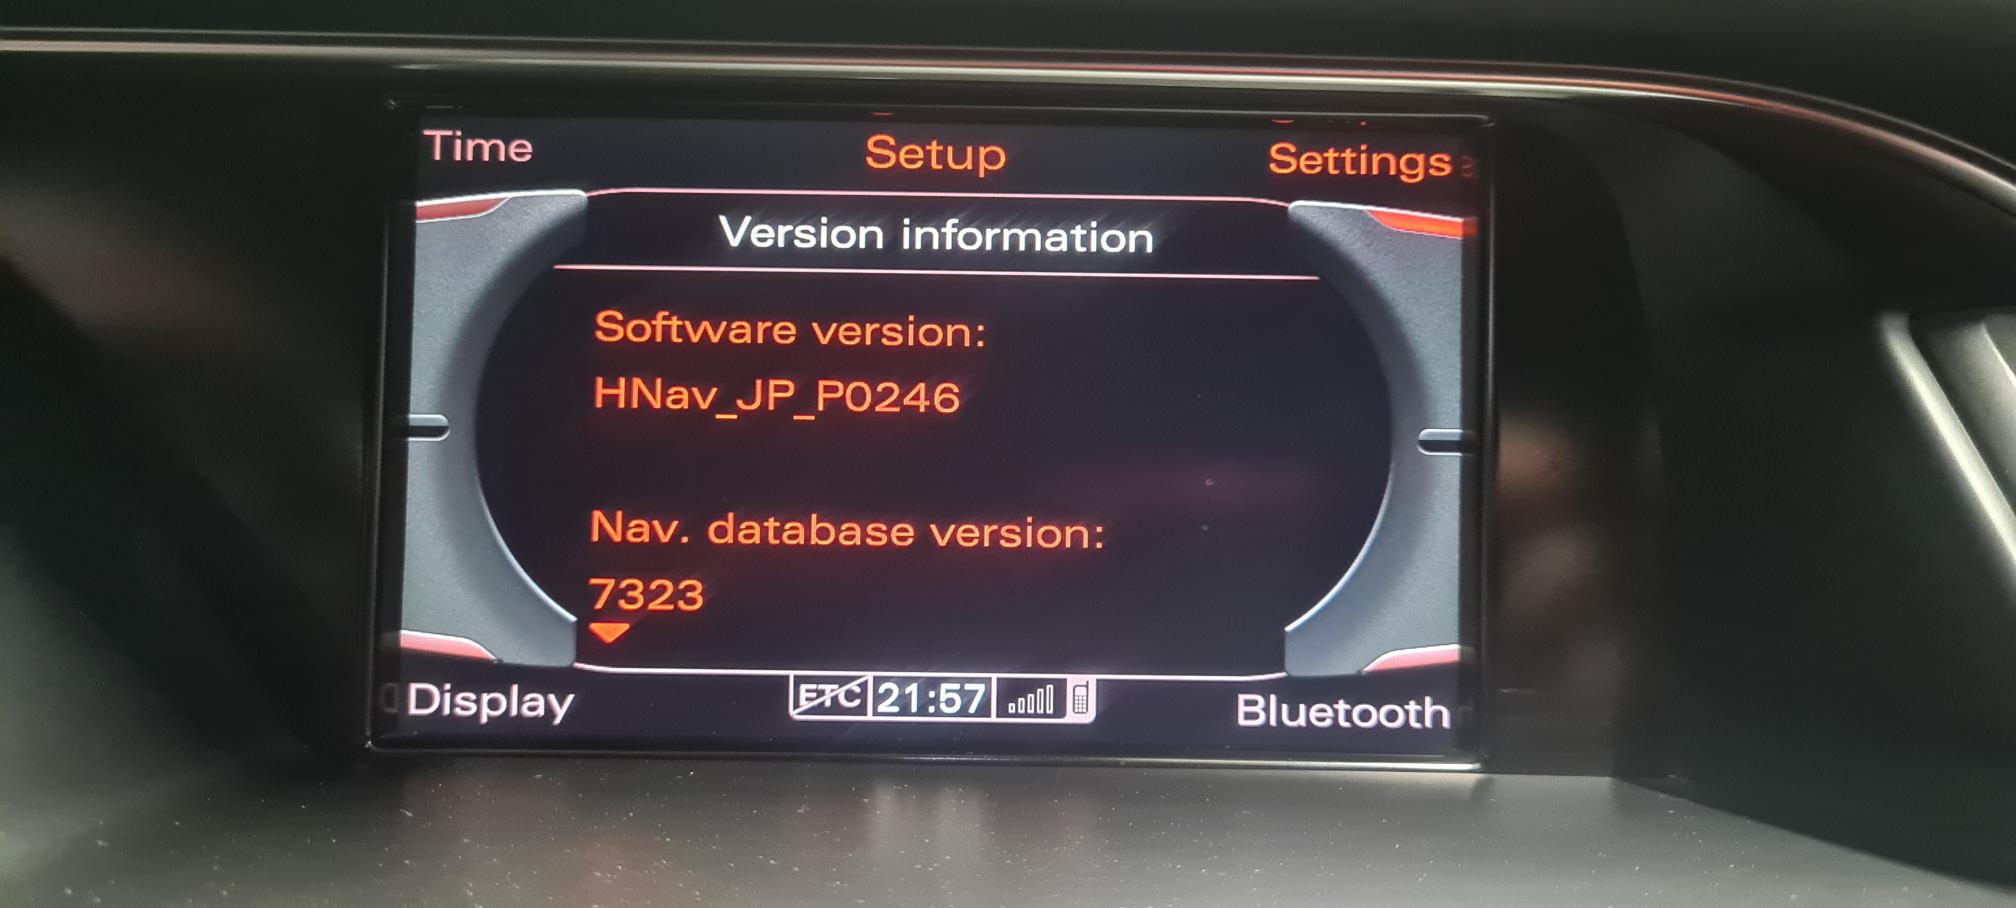 Time
Setup
Settings
Version information
Software version:
HNav_JP_P0246
Nav. database version:
7323
Display
ETC
21:57
Bluetooth